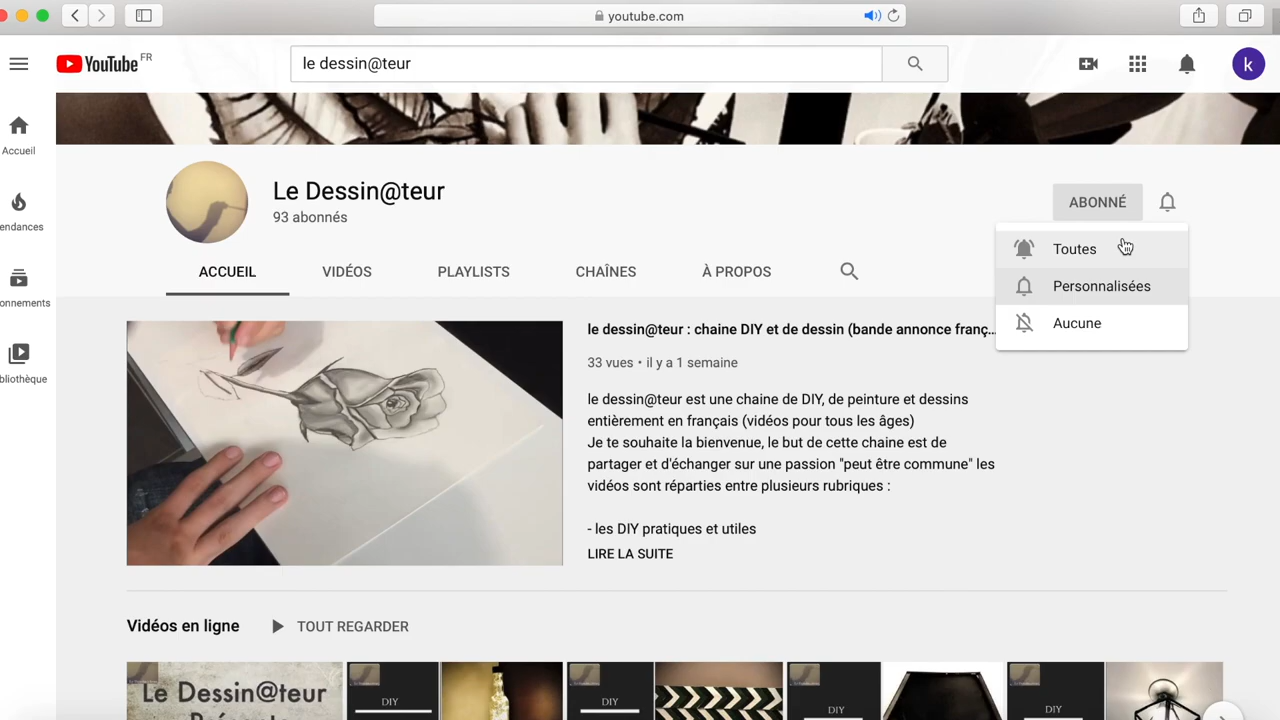 youtube.com
YouTube FR
le dessin@teur
k
Accueil
endances
onnements
bliothèque
Le Dessin@teur
93 abonnés
ABONNÉ
Toutes
Personnalisées
Aucune
ACCUEIL
VIDÉOS
PLAYLISTS
CHAÎNES
À PROPOS
le dessin@teur : chaine DIY et de dessin (bande annonce franç…
33 vues • il y a 1 semaine
le dessin@teur est une chaine de DIY, de peinture et dessins
entièrement en français (vidéos pour tous les âges)
Je te souhaite la bienvenue, le but de cette chaine est de
partager et d'échanger sur une passion "peut être commune" les
vidéos sont réparties entre plusieurs rubriques :
- les DIY pratiques et utiles
LIRE LA SUITE
Vidéos en ligne
TOUT REGARDER
Le Dessin@teur
Présente
DIY
DIY
DIY
DIY